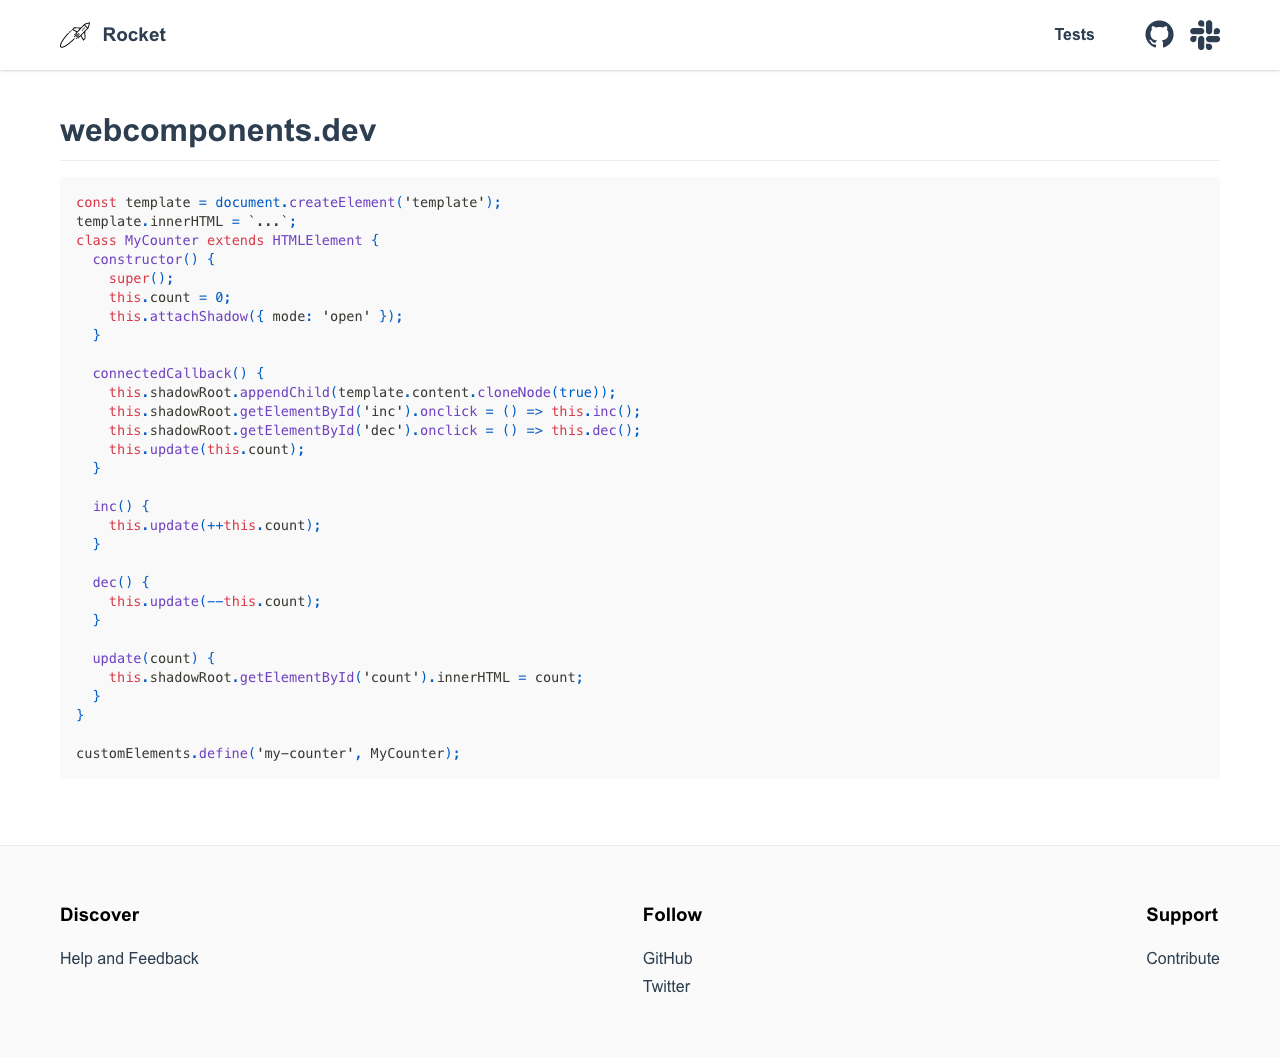 Rocket
Tests
webcomponents.dev
const template = document.createElement('template');
template.innerHTML = `...`;
class MyCounter extends HTMLElement {
  constructor() {
    super();
    this.count = 0;
    this.attachShadow({ mode: 'open' });
  }

  connectedCallback() {
    this.shadowRoot.appendChild(template.content.cloneNode(true));
    this.shadowRoot.getElementById('inc').onclick = () => this.inc();
    this.shadowRoot.getElementById('dec').onclick = () => this.dec();
    this.update(this.count);
  }

  inc() {
    this.update(++this.count);
  }

  dec() {
    this.update(--this.count);
  }

  update(count) {
    this.shadowRoot.getElementById('count').innerHTML = count;
  }
}

customElements.define('my-counter', MyCounter);
Discover
Help and Feedback
Follow
GitHub
Twitter
Support
Contribute